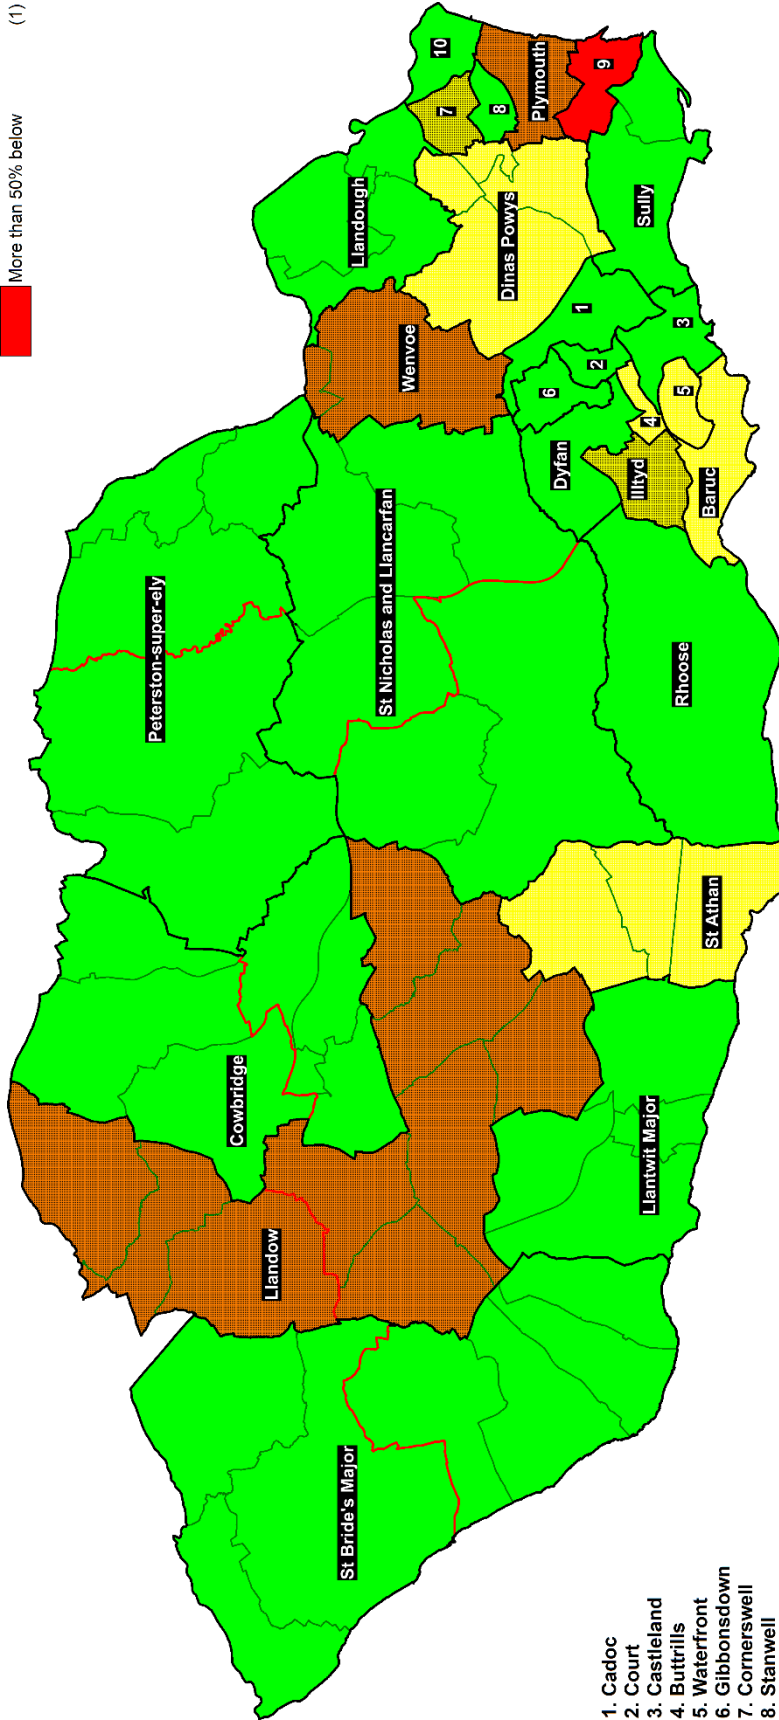 More than 50% below (1)
10
7
8
Plymouth
9
Llandough
Dinas Powys
Sully
Wenvoe
1
2
3
6
4
5
Dyfan
Illtyd
Baruc
Peterston-super-ely
St Nicholas and Llancarfan
Rhoose
St Athan
Cowbridge
Llantwit Major
Llandow
St Bride's Major
1. Cadoc
2. Court
3. Castleland
4. Buttrills
5. Waterfront
6. Gibbonsdown
7. Cornerswell
8. Stanwell